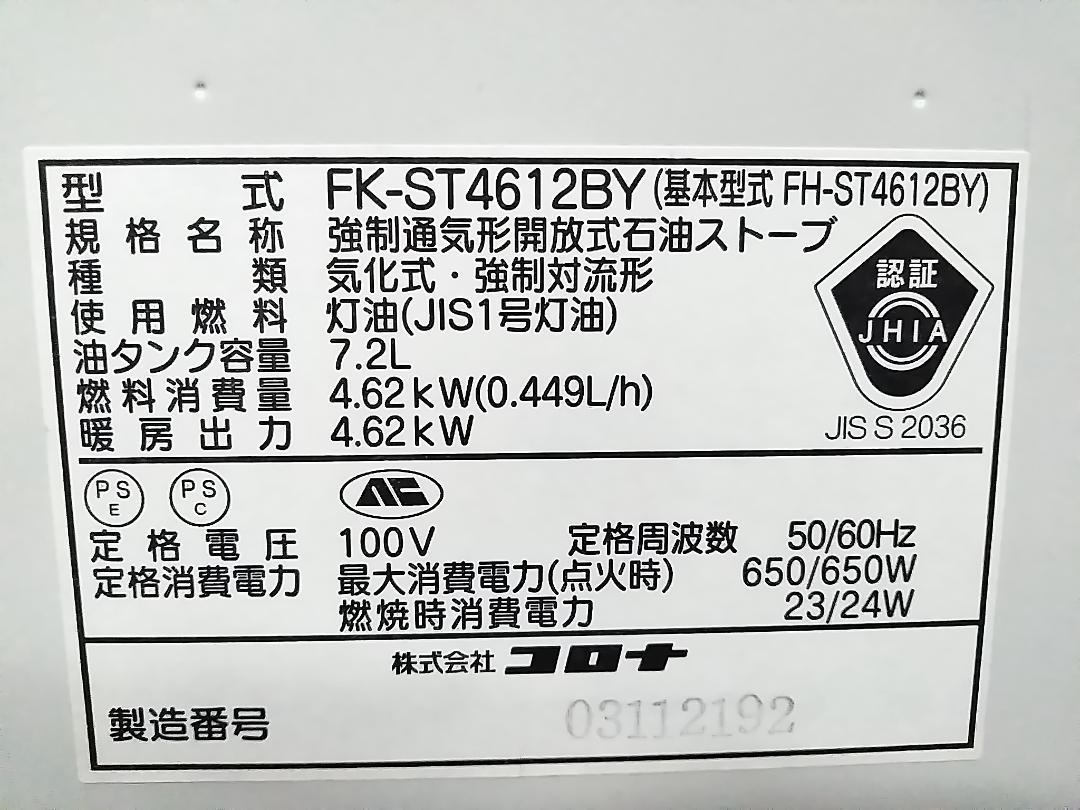 型式 FK-ST4612BY(基本型式 FH-ST4612BY)
規格名称 強制通気形開放式石油ストーブ
種類 気化式・強制対流形
使用燃料 灯油(JIS1号灯油)
油タンク容量 7.2L
燃料消費量 4.62kW(0.449L/h)
暖房出力 4.62kW
認証
JHIA
JIS S 2036
PS E PS C
定格電圧 100V 定格周波数 50/60Hz
定格消費電力 最大消費電力(点火時) 650/650W
燃焼時消費電力 23/24W
株式会社 コロナ
製造番号 03112192